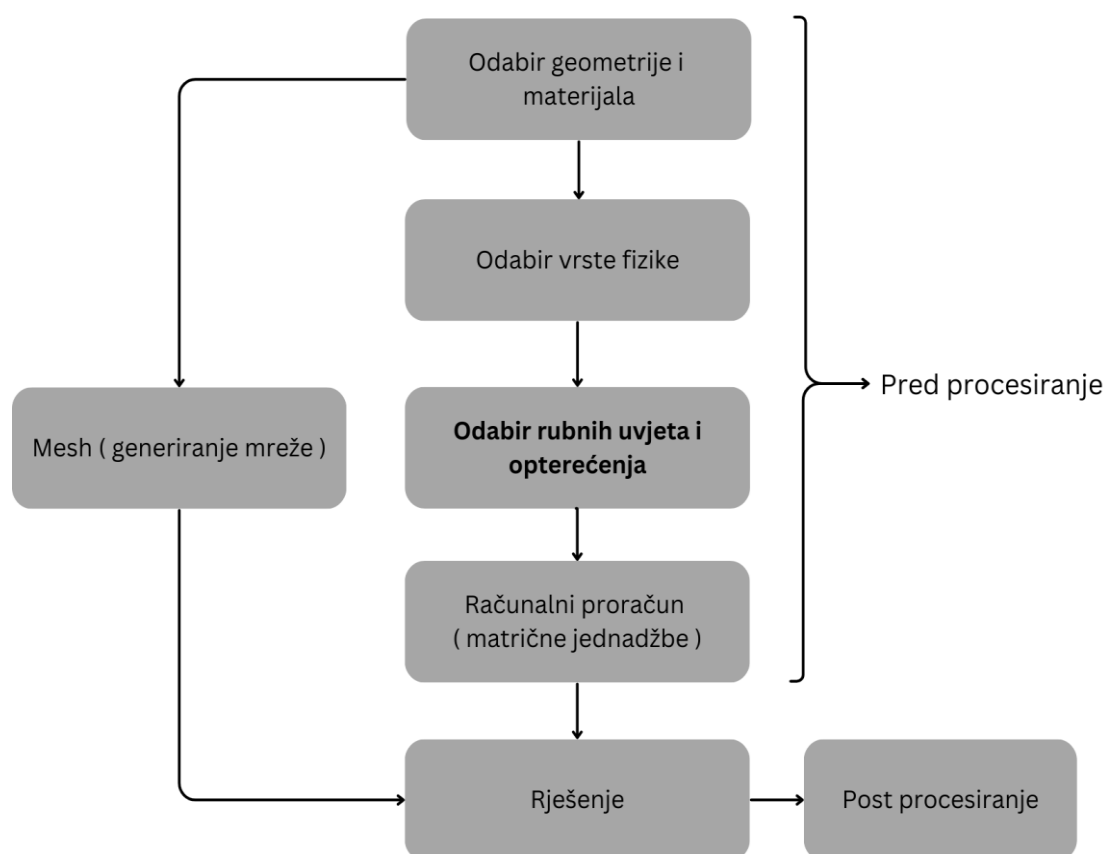 Odabir geometrije i
materijala
Odabir vrste fizike
Pred procesiranje
Mesh ( generiranje mreže )
Odabir rubnih uvjeta i
opterećenja
Računalni proračun
( matrične jednadžbe )
Rješenje
Post procesiranje